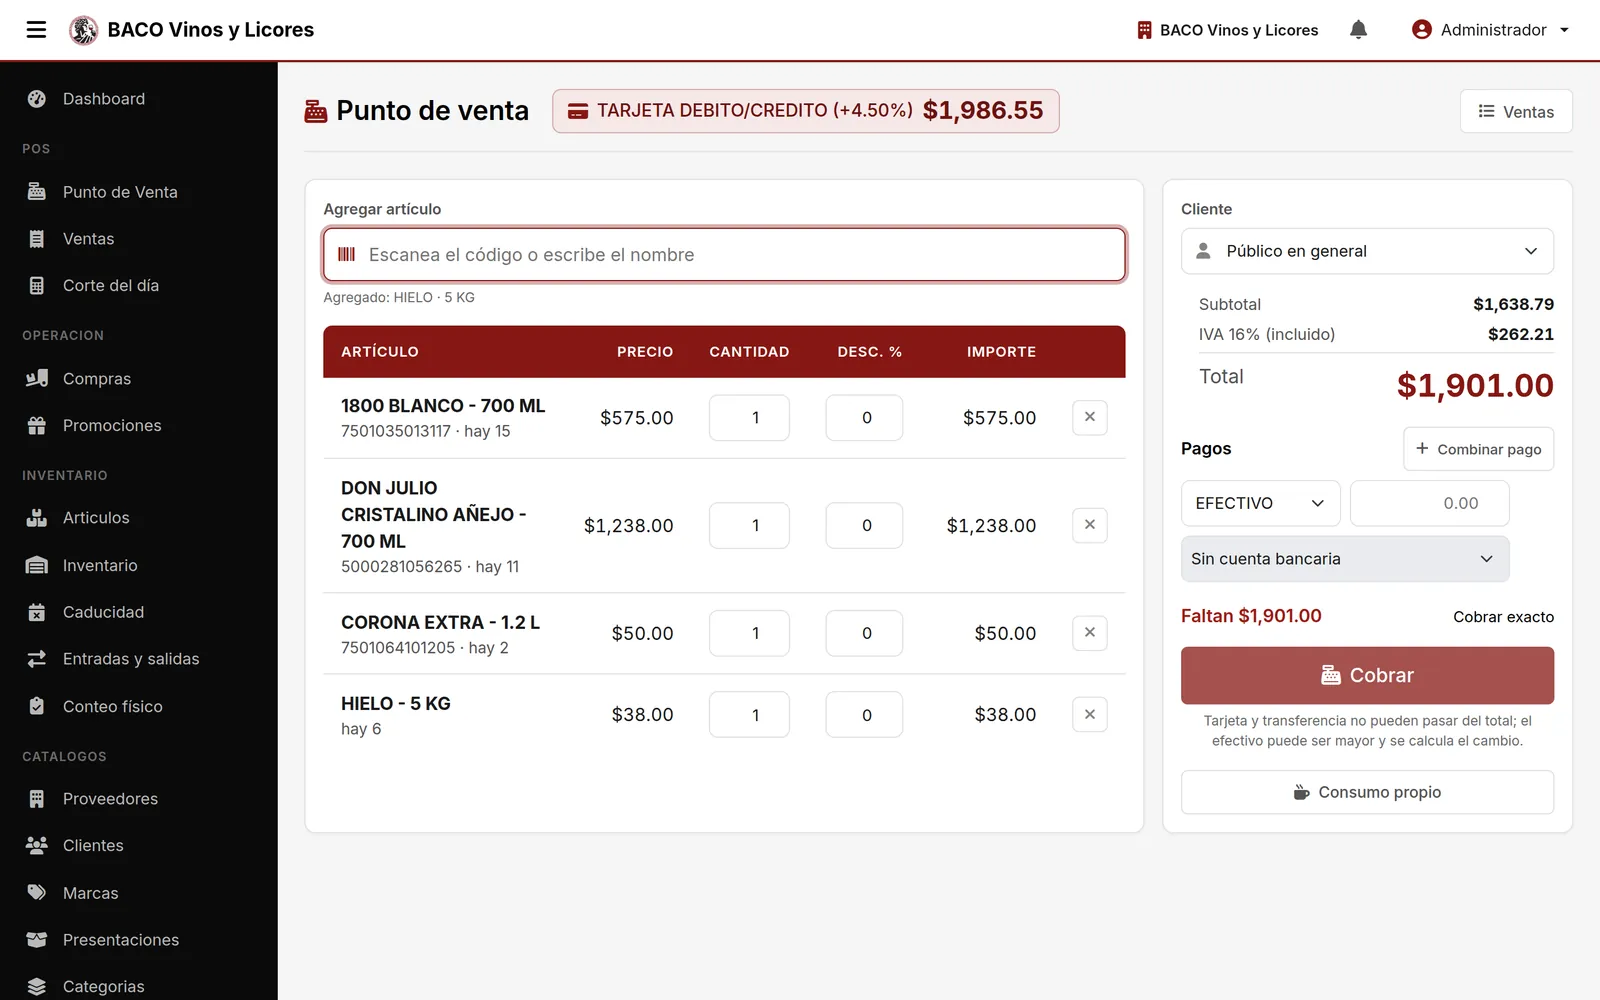 BACO Vinos y Licores
BACO Vinos y Licores
Administrador
Dashboard
POS
Punto de Venta
Ventas
Corte del día
OPERACION
Compras
Promociones
INVENTARIO
Articulos
Inventario
Caducidad
Entradas y salidas
Conteo físico
CATALOGOS
Proveedores
Clientes
Marcas
Presentaciones
Categorias
Punto de venta
TARJETA DEBITO/CREDITO (+4.50%) $1,986.55
Ventas
Agregar artículo
Escanea el código o escribe el nombre
Agregado: HIELO · 5 KG
ARTÍCULO PRECIO CANTIDAD DESC. % IMPORTE
1800 BLANCO - 700 ML
7501035013117 · hay 15
$575.00 1 0 $575.00
DON JULIO
CRISTALINO AÑEJO -
700 ML
5000281056265 · hay 11
$1,238.00 1 0 $1,238.00
CORONA EXTRA - 1.2 L
7501064101205 · hay 2
$50.00 1 0 $50.00
HIELO - 5 KG
hay 6
$38.00 1 0 $38.00
Cliente
Público en general
Subtotal $1,638.79
IVA 16% (incluido) $262.21
Total $1,901.00
Pagos
Combinar pago
EFECTIVO 0.00
Sin cuenta bancaria
Faltan $1,901.00 Cobrar exacto
Cobrar
Tarjeta y transferencia no pueden pasar del total; el
efectivo puede ser mayor y se calcula el cambio.
Consumo propio